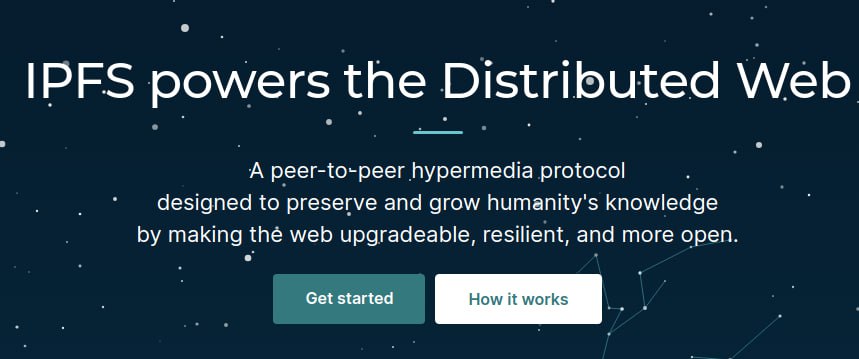 IPFS powers the Distributed Web
A peer-to-peer hypermedia protocol
designed to preserve and grow humanity's knowledge
by making the web upgradeable, resilient, and more open.
Get started
How it works